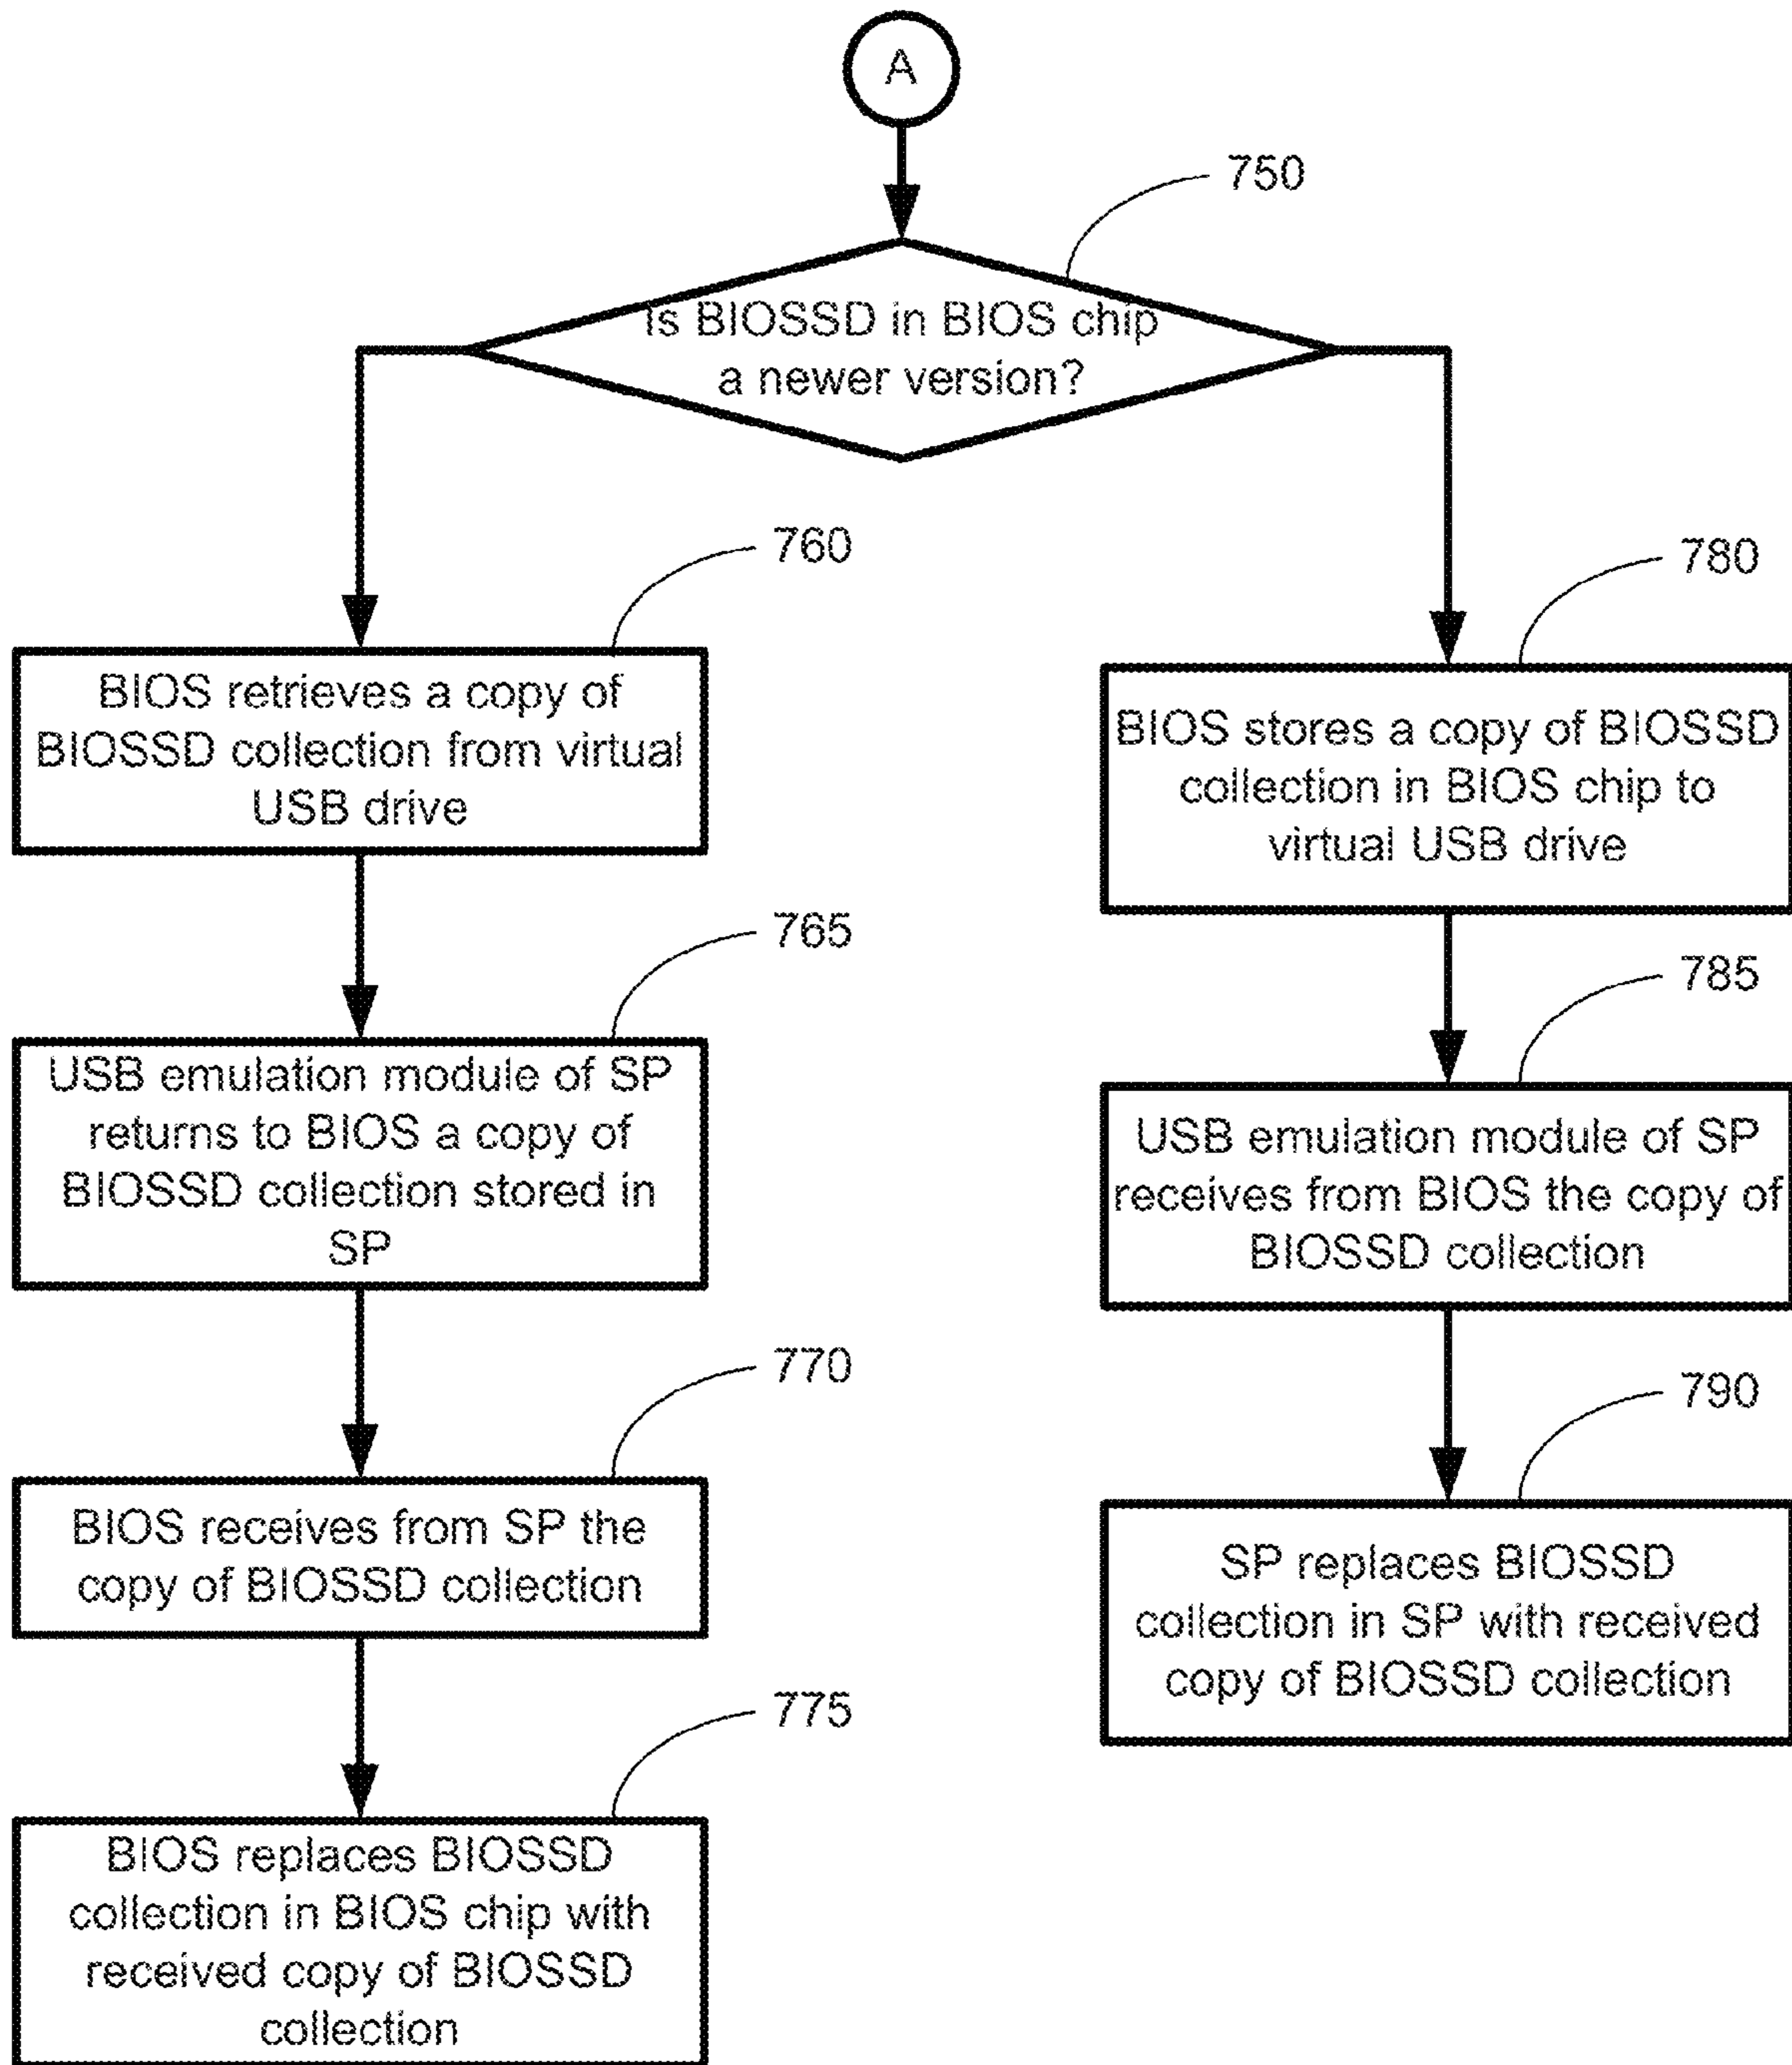 A
750
Is BIOSSD in BIOS chip
a newer version?
760
BIOS retrieves a copy of
BIOSSD collection from virtual
USB drive
765
USB emulation module of SP
returns to BIOS a copy of
BIOSSD collection stored in
SP
770
BIOS receives from SP the
copy of BIOSSD collection
775
BIOS replaces BIOSSD
collection in BIOS chip with
received copy of BIOSSD
collection
780
BIOS stores a copy of BIOSSD
collection in BIOS chip to
virtual USB drive
785
USB emulation module of SP
receives from BIOS the copy of
BIOSSD collection
790
SP replaces BIOSSD
collection in SP with received
copy of BIOSSD collection